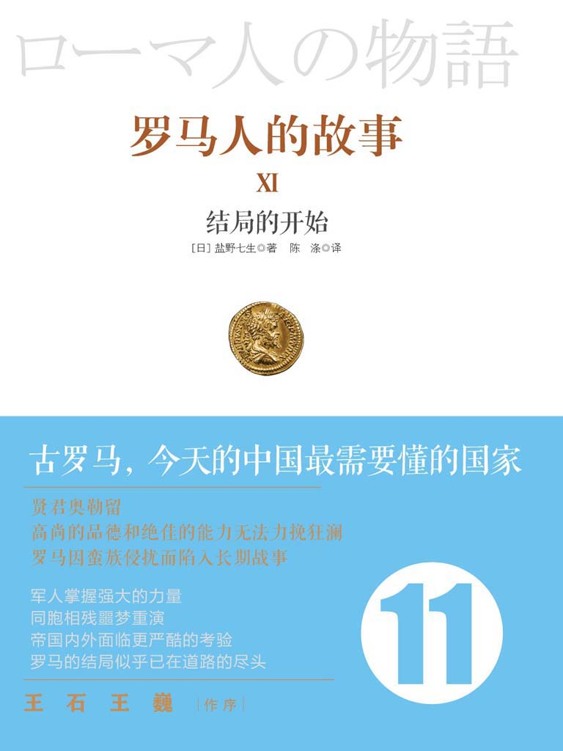 ローマ人の物語
罗马人的故事
XI
结局的开始
[日]盐野七生◎著 陈 涤◎译
古罗马，今天的中国最需要懂的国家
贤君奥勒留
高尚的品德和绝佳的能力无法力挽狂澜
罗马因蛮族侵扰而陷入长期战事
军人掌握强大的力量
同胞相残噩梦重演
帝国内外面临更严酷的考验
罗马的结局似乎已在道路的尽头
11
王 石 王 巍 |作序|